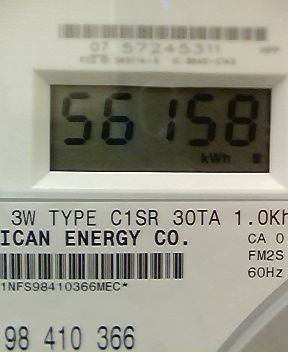 07 57245311
56158
kWh
3W TYPE C1SR 30TA 1.0Kh
ICAN ENERGY CO.
CA 0.
FM2S
60Hz
1NFS98410366MEC*
98 410 366